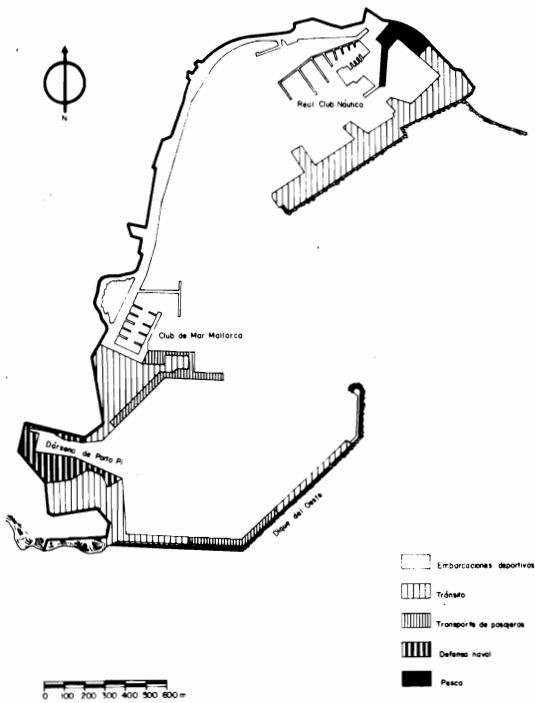 N
Real Club Náutico
Club de Mar Mallorca
Dársena de Porto Pi
Dique del Oeste
Embarcaciones deportivas
Tránsito
Transporte de pasajeros
Defensa naval
Pesca
0 100 200 300 400 500 600 m